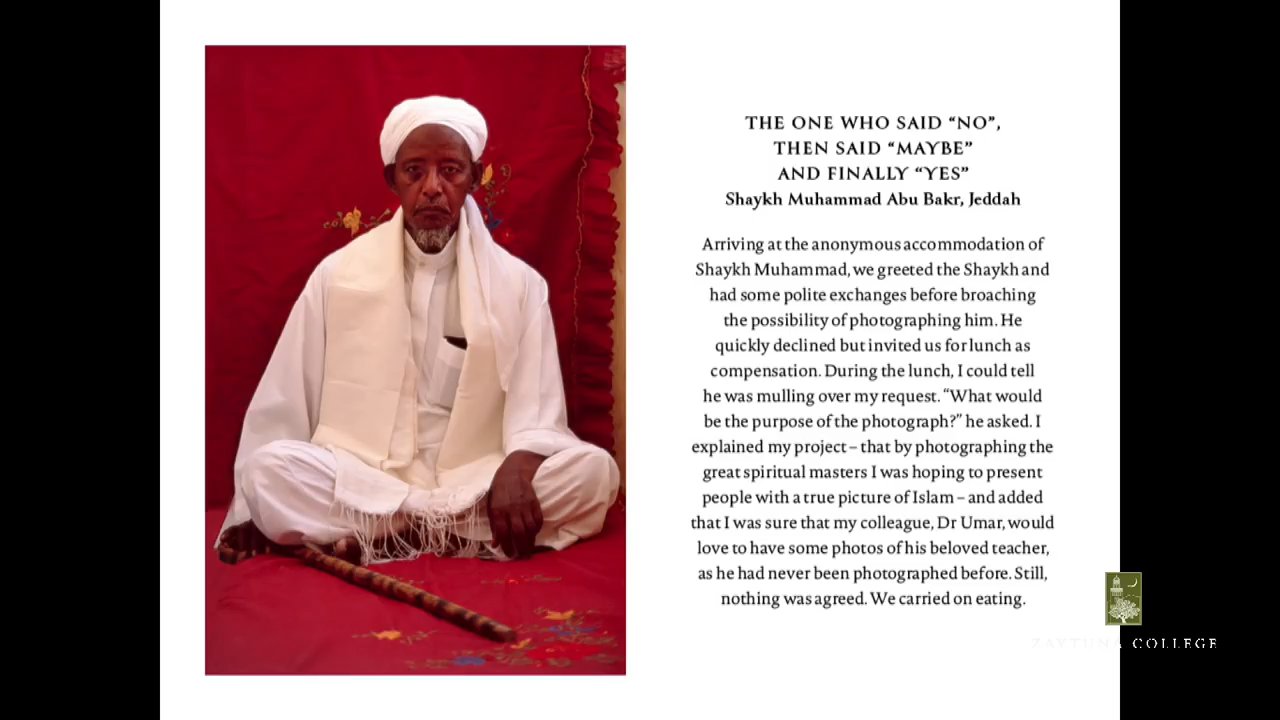 THE ONE WHO SAID “NO”,
THEN SAID “MAYBE”
AND FINALLY “YES”
Shaykh Muhammad Abu Bakr, Jeddah
Arriving at the anonymous accommodation of
Shaykh Muhammad, we greeted the Shaykh and
had some polite exchanges before broaching
the possibility of photographing him. He
quickly declined but invited us for lunch as
compensation. During the lunch, I could tell
he was mulling over my request. “What would
be the purpose of the photograph?” he asked. I
explained my project – that by photographing the
great spiritual masters I was hoping to present
people with a true picture of Islam – and added
that I was sure that my colleague, Dr Umar, would
love to have some photos of his beloved teacher,
as he had never been photographed before. Still,
nothing was agreed. We carried on eating.
ZAYTUNA COLLEGE